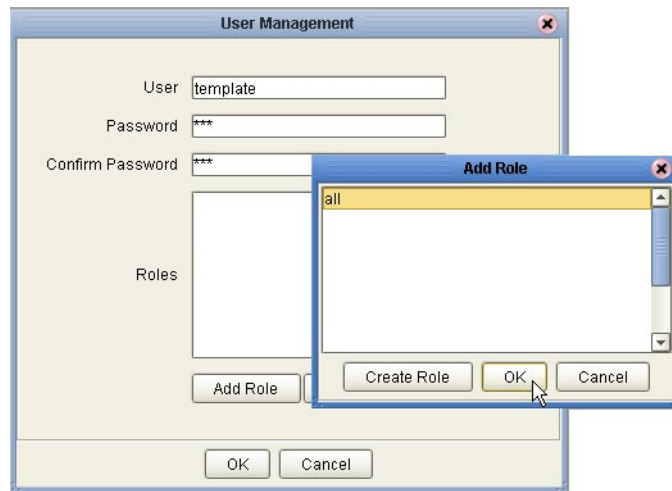 User Management
User template
Password ***
Confirm Password ***
Roles
Add Role
OK Cancel
Add Role
all
Create Role OK Cancel